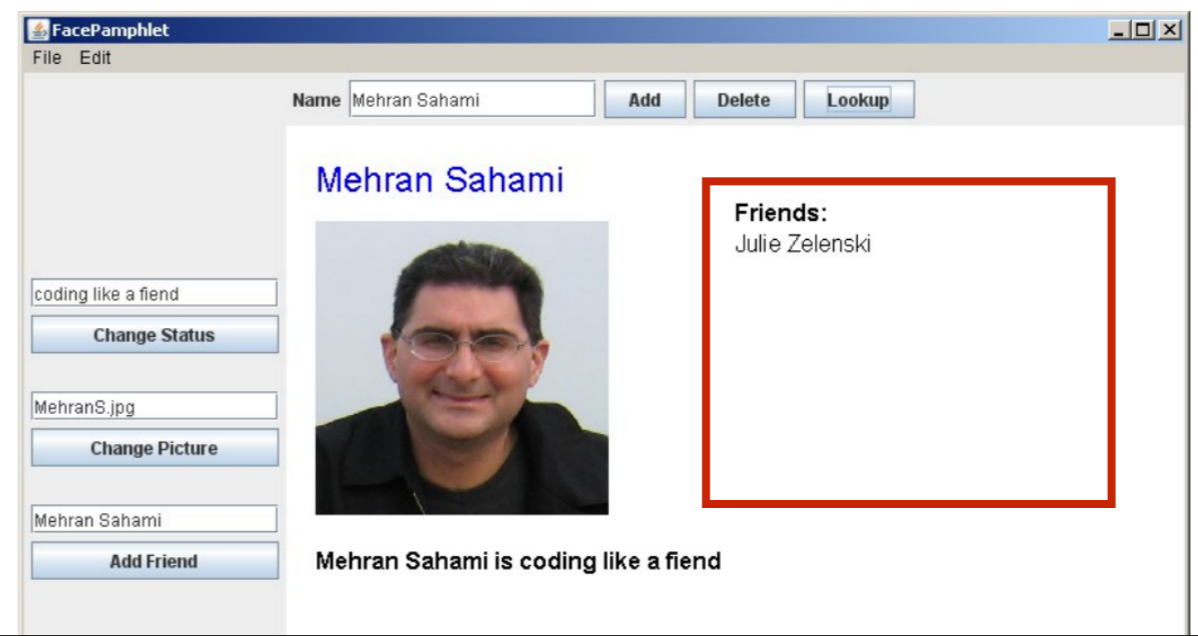 FacePamphlet
File Edit
Name Mehran Sahami Add Delete Lookup
Mehran Sahami
Friends:
Julie Zelenski
coding like a fiend
Change Status
MehranS.jpg
Change Picture
Mehran Sahami
Add Friend
Mehran Sahami is coding like a fiend